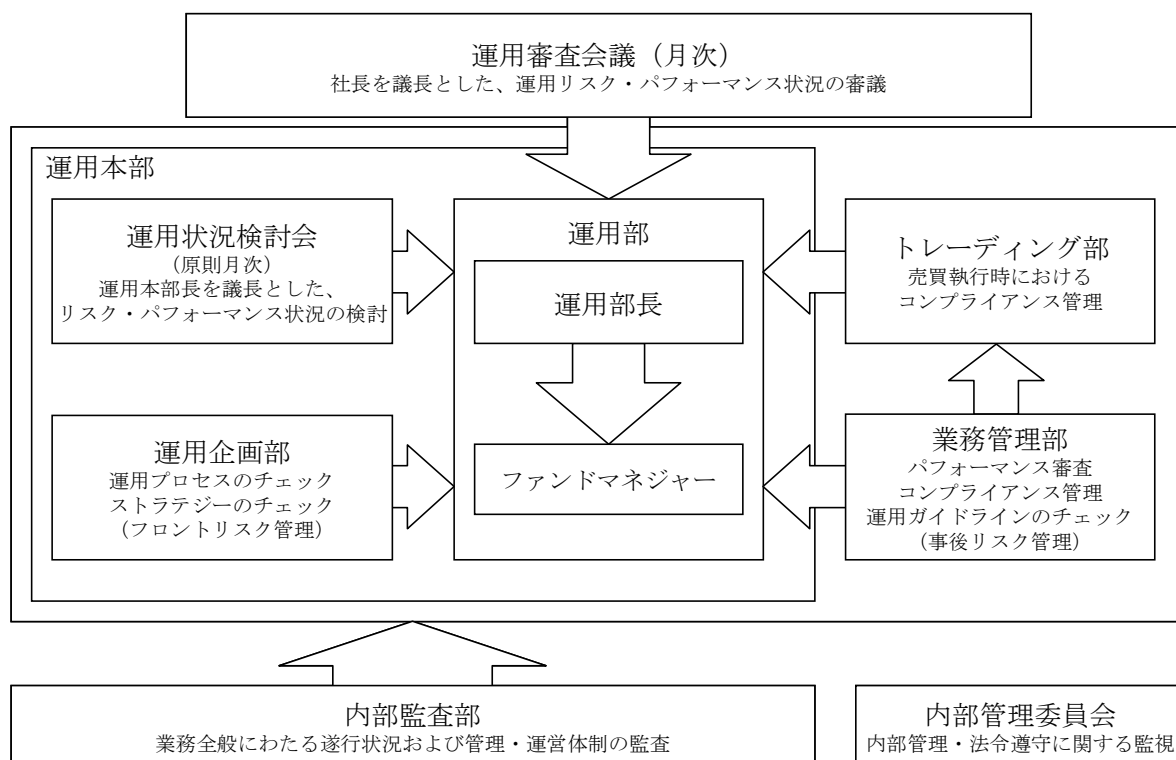 運用審査会議（月次）
社長を議長とした、運用リスク・パフォーマンス状況の審議
運用本部
運用状況検討会
（原則月次）
運用本部長を議長とした、
リスク・パフォーマンス状況の検討
運用部
運用部長
トレーディング部
売買執行時における
コンプライアンス管理
運用企画部
運用プロセスのチェック
ストラテジーのチェック
（フロントリスク管理）
ファンドマネジャー
業務管理部
パフォーマンス審査
コンプライアンス管理
運用ガイドラインのチェック
（事後リスク管理）
内部監査部
業務全般にわたる遂行状況および管理・運営体制の監査
内部管理委員会
内部管理・法令遵守に関する監視